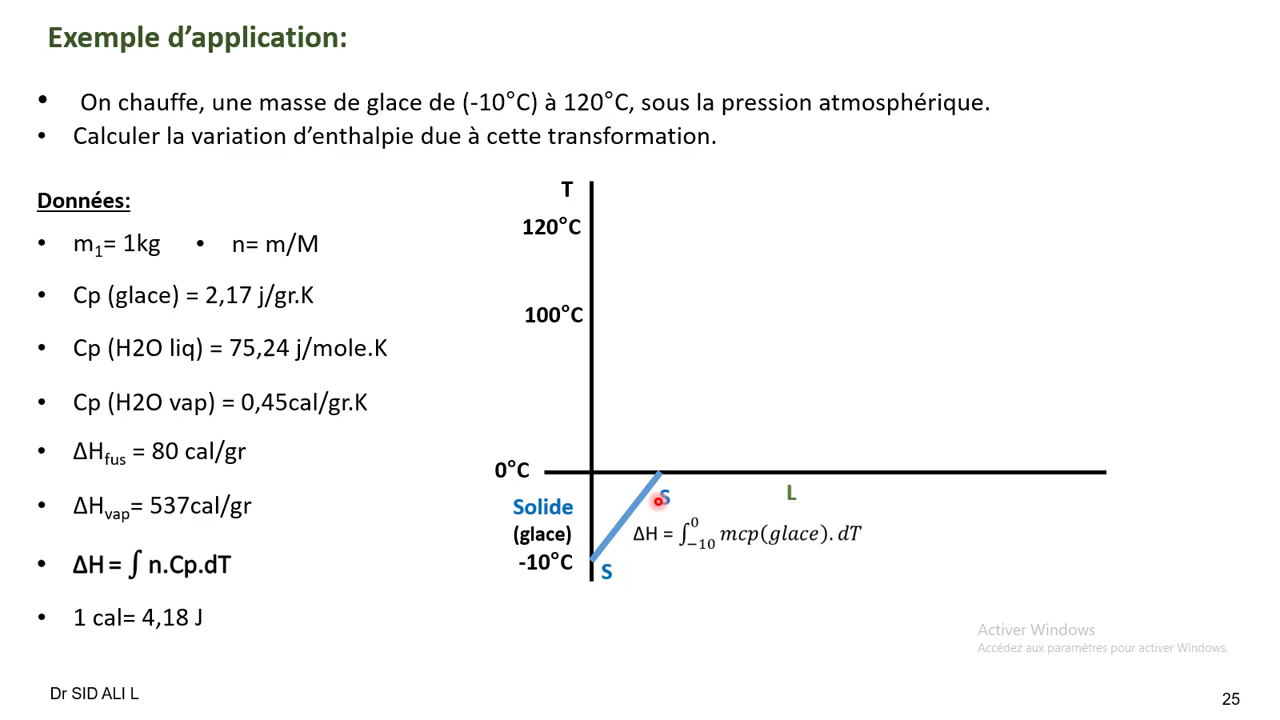 Exemple d’application:
• On chauffe, une masse de glace de (-10°C) à 120°C, sous la pression atmosphérique.
• Calculer la variation d’enthalpie due à cette transformation.
Données:
• m1= 1kg • n= m/M
• Cp (glace) = 2,17 j/gr.K
• Cp (H2O liq) = 75,24 j/mole.K
• Cp (H2O vap) = 0,45cal/gr.K
• ΔHfus = 80 cal/gr
• ΔHvap= 537cal/gr
• ΔH = ∫ n.Cp.dT
• 1 cal= 4,18 J
T
120°C
100°C
0°C
Solide
(glace)
-10°C
S
S
L
ΔH = ∫_{-10}^{0} mcp(glace). dT
Activer Windows
Accédez aux paramètres pour activer Windows.
Dr SID ALI L
25